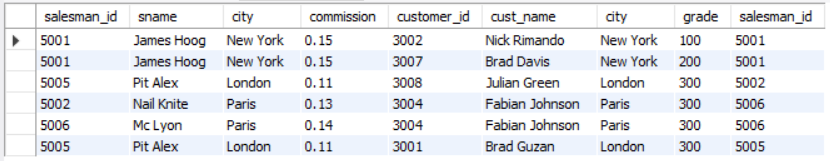 salesman_id sname city commission customer_id cust_name city grade salesman_id
5001 James Hoog New York 0.15 3002 Nick Rimando New York 100 5001
5001 James Hoog New York 0.15 3007 Brad Davis New York 200 5001
5005 Pit Alex London 0.11 3008 Julian Green London 300 5002
5002 Nail Knite Paris 0.13 3004 Fabian Johnson Paris 300 5006
5006 Mc Lyon Paris 0.14 3004 Fabian Johnson Paris 300 5006
5005 Pit Alex London 0.11 3001 Brad Guzan London 300 5005